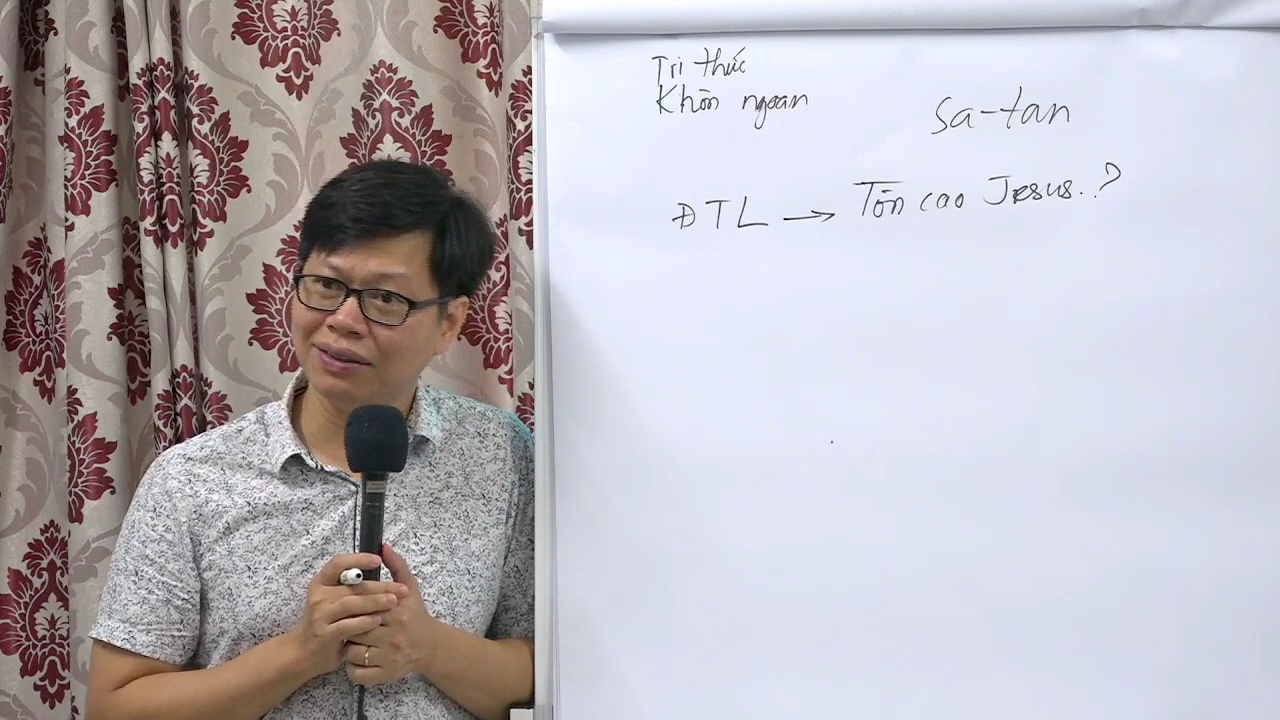 Tri thức
Khôn ngoan
Sa-tan
ĐTL → Tôn cao Jesus.?